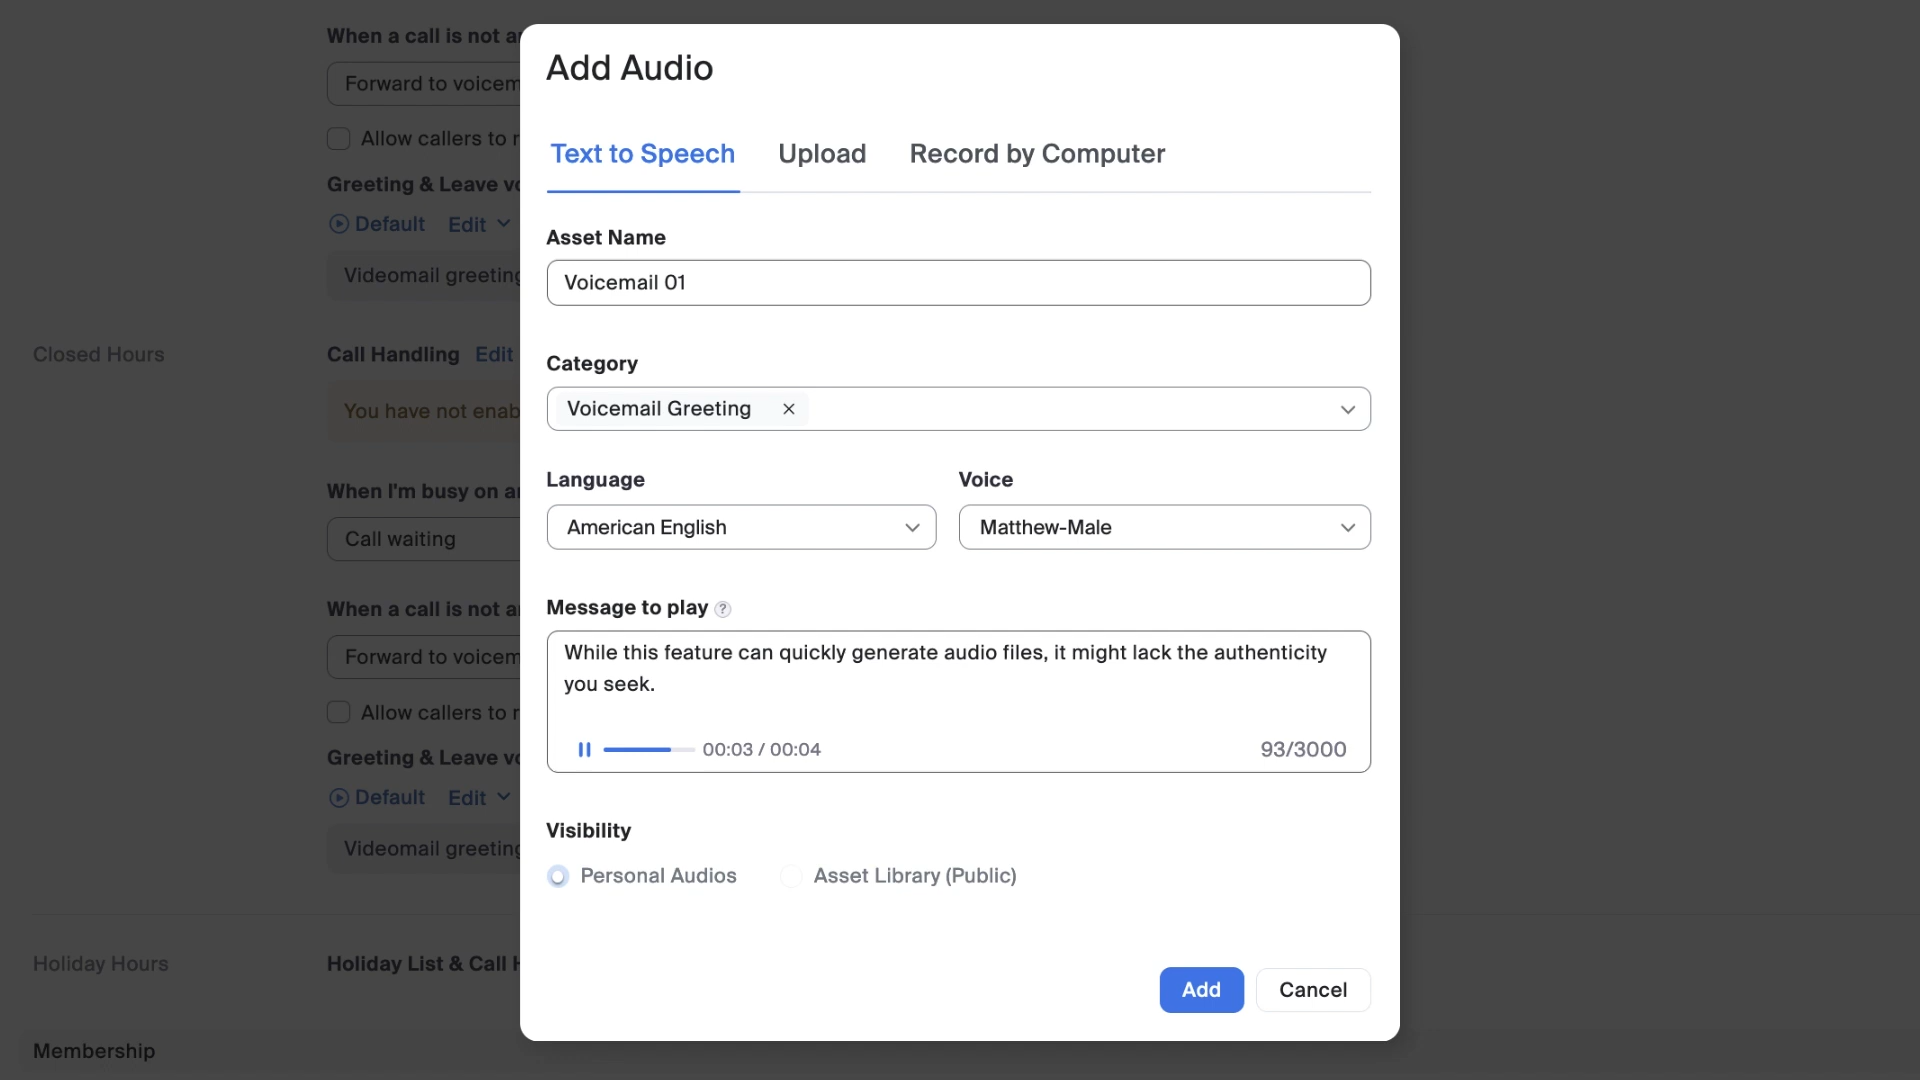 When a call is not a
Forward to voicem
Allow callers to r
Greeting & Leave vo
Default Edit
Videomail greeting
Closed Hours
Call Handling Edit
You have not enab
When I'm busy on a
Call waiting
When a call is not a
Forward to voicem
Allow callers to r
Greeting & Leave vo
Default Edit
Videomail greeting
Holiday Hours
Holiday List & Call H
Membership
Add Audio
Text to Speech Upload Record by Computer
Asset Name
Voicemail 01
Category
Voicemail Greeting
Language Voice
American English Matthew-Male
Message to play ?
While this feature can quickly generate audio files, it might lack the authenticity
you seek.
00:03 / 00:04 93/3000
Visibility
Personal Audios Asset Library (Public)
Add Cancel